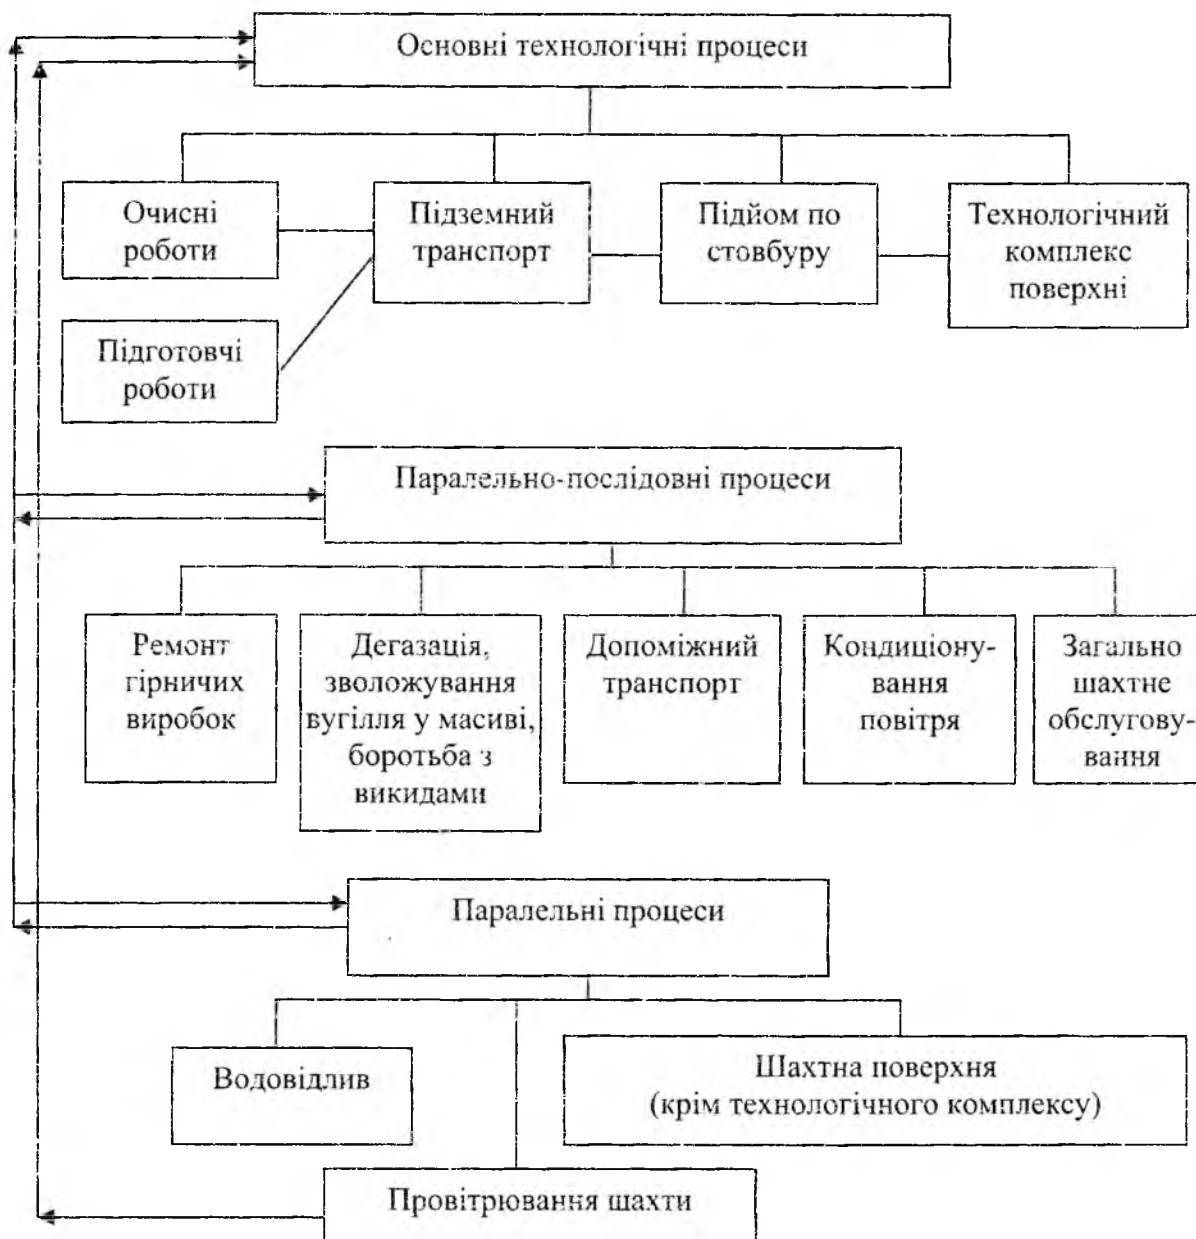 Основні технологічні процеси
Очисні
роботи
Підземний
транспорт
Підйом по
стовбуру
Технологічний
комплекс
поверхні
Підготовчі
роботи
Паралельно-послідовні процеси
Ремонт
гірничих
виробок
Дегазація,
зволожування
вугілля у масиві,
боротьба з
викидами
Допоміжний
транспорт
Кондиціону-
вання
повітря
Загально
шахтне
обслугову-
вання
Паралельні процеси
Водовідлив
Шахтна поверхня
(крім технологічного комплексу)
Провітрювання шахти